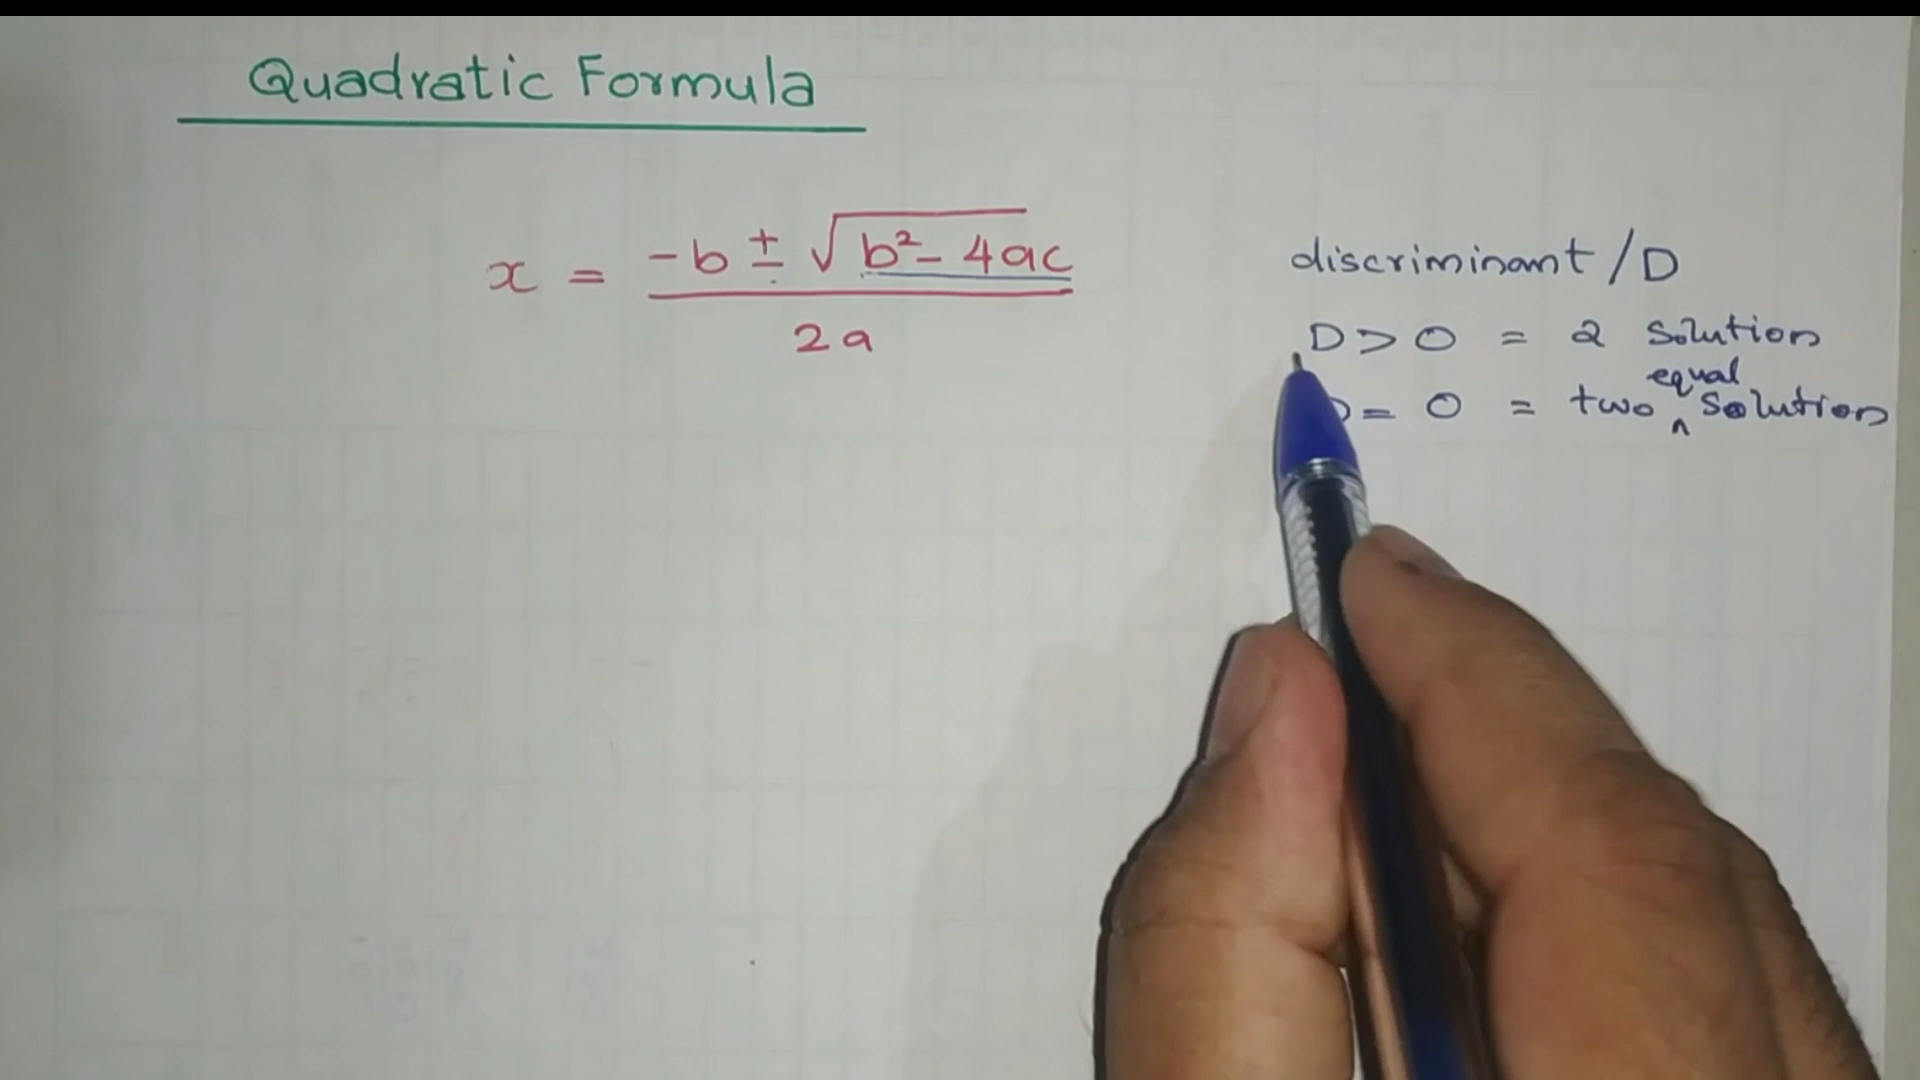 Quadratic Formula
x = -b ± √b² - 4ac / 2a
discriminant / D
D > 0 = 2 solution
D = 0 = two equal solution